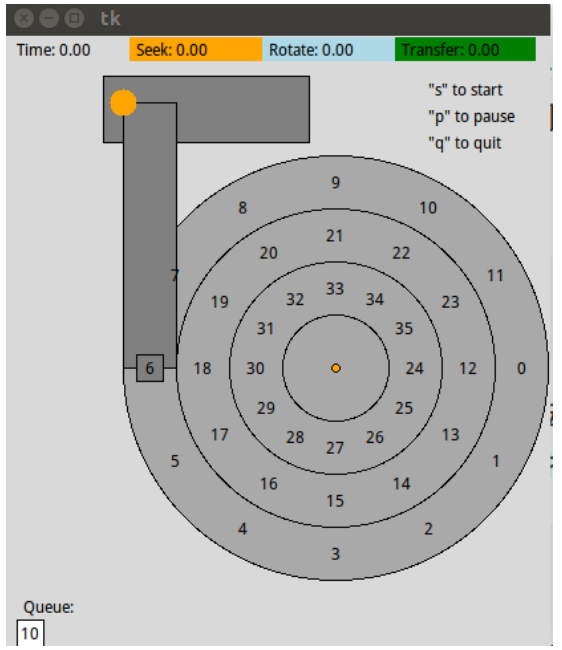 tk
Time: 0.00 Seek: 0.00 Rotate: 0.00 Transfer: 0.00
"s" to start
"p" to pause
"q" to quit
9
8 10
21
7 20 22 11
33
19 32 34 23
31 35
6 18 30 24 12 0
29 25
17 28 26 13
27
5 16 14 1
15
4 2
3
Queue:
10